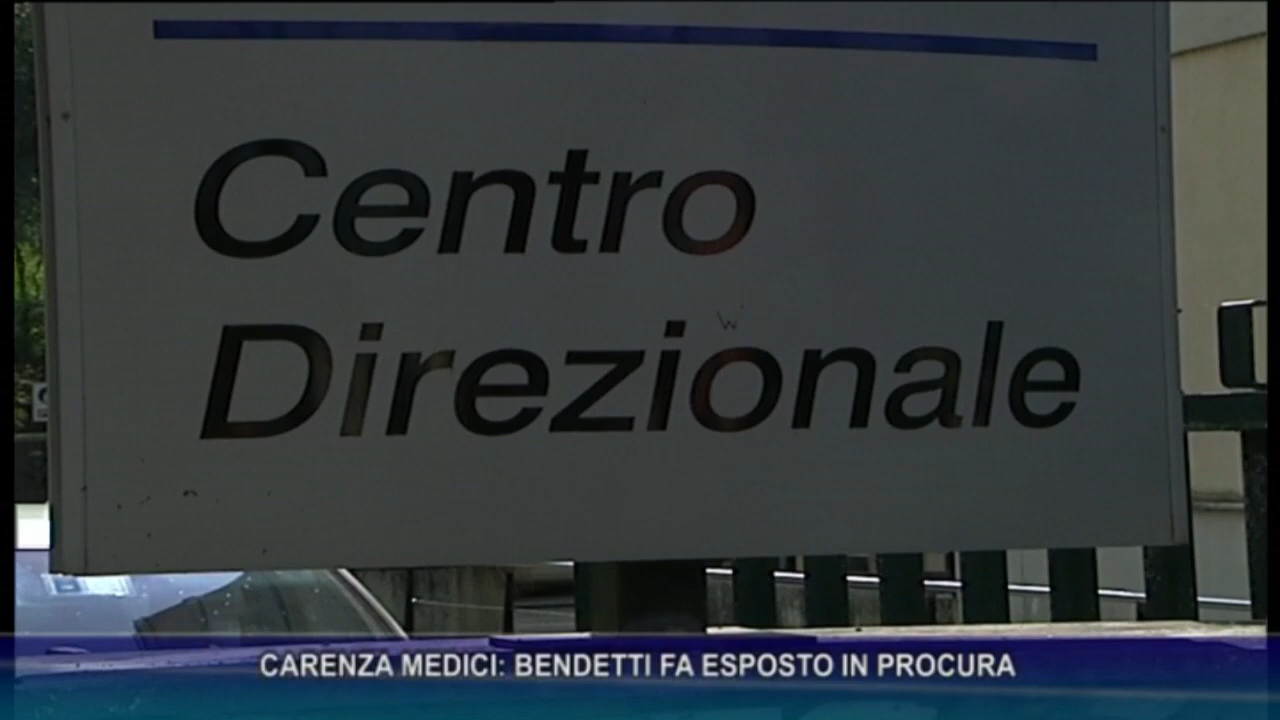 Centro
Direzionale
CARENZA MEDICI: BENDETTI FA ESPOSTO IN PROCURA